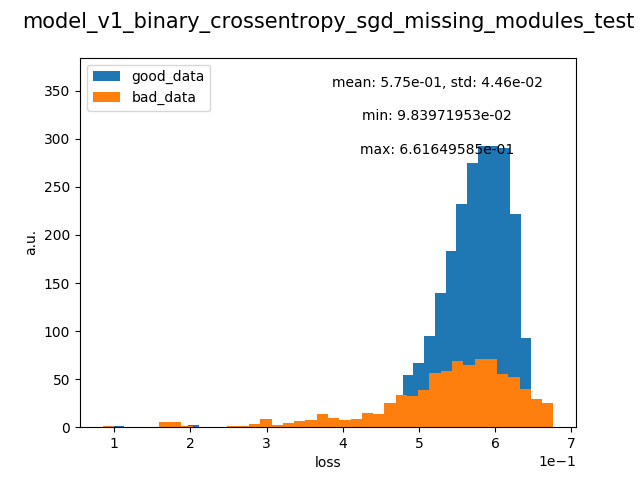 model_v1_binary_crossentropy_sgd_missing_modules_test
good_data
bad_data
mean: 5.75e-01, std: 4.46e-02
min: 9.83971953e-02
max: 6.61649585e-01
350
300
250
200
150
100
50
0
a.u.
1 2 3 4 5 6 7
1e−1
loss